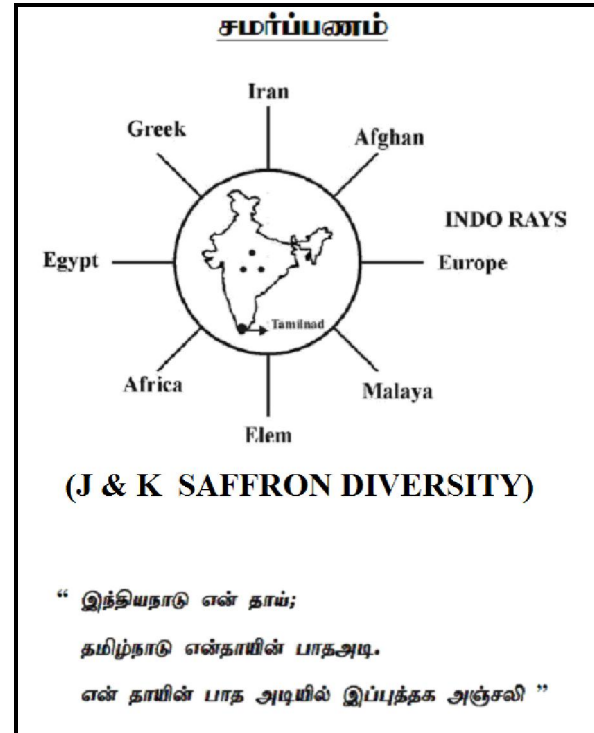 சமர்ப்பணம்
Iran
Greek
Afghan
INDO RAYS
Egypt
Europe
Tamilnad
Africa
Malaya
Elem
(J & K SAFFRON DIVERSITY)
“ இந்தியநாடு என் தாய்;
தமிழ்நாடு என்தாயின் பாதஅடி.
என் தாயின் பாத அடியில் இப்புத்தக அஞ்சலி ”